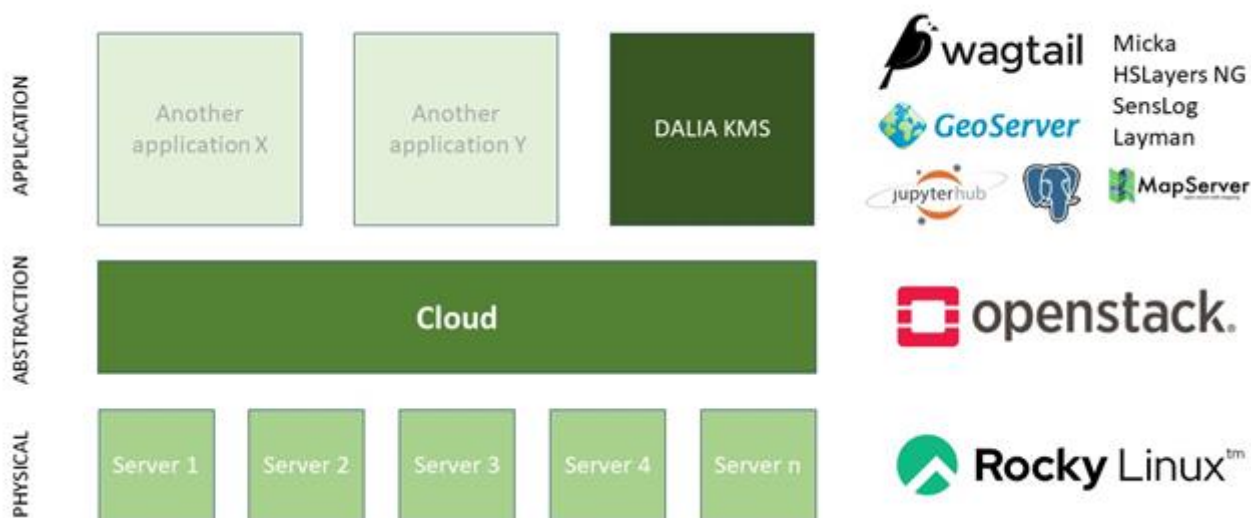 APPLICATION
Another
application X
Another
application Y
DALIA KMS
wagtail
GeoServer
jupyterhub
MapServer
Micka
HSLayers NG
SensLog
Layman
ABSTRACTION
Cloud
openstack.
PHYSICAL
Server 1
Server 2
Server 3
Server 4
Server n
Rocky Linux™